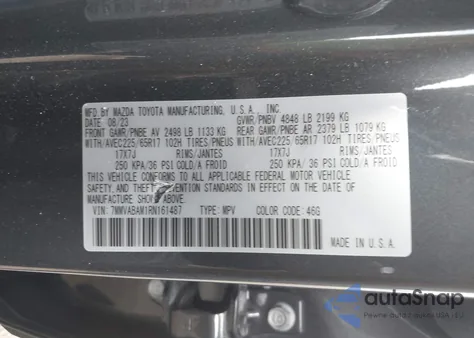 MFD BY MAZDA TOYOTA MANUFACTURING, U.S.A., INC.
DATE: 08/23 GVWR/PNBV 4848 LB 2199 KG
FRONT GAWR/PNBE AV 2498 LB 1133 KG REAR GAWR/PNBE AR 2379 LB 1079 KG
WITH/AVEC225/65R17 102H TIRES/PNEUS WITH/AVEC225/65R17 102H TIRES/PNEUS
17X7J RIMS/JANTES 17X7J RIMS/JANTES
250 KPA/36 PSI COLD/A FROID 250 KPA/36 PSI COLD/A FROID
THIS VEHICLE CONFORMS TO ALL APPLICABLE FEDERAL MOTOR VEHICLE
SAFETY, AND THEFT PREVENTION STANDARDS IN EFFECT ON THE DATE OF
MANUFACTURE SHOWN ABOVE.
VIN: 7MMVABAM1RN161487 TYPE: MPV COLOR CODE: 46G
MADE IN U.S.A.
autoSnap
Pewne auto z USA i EU